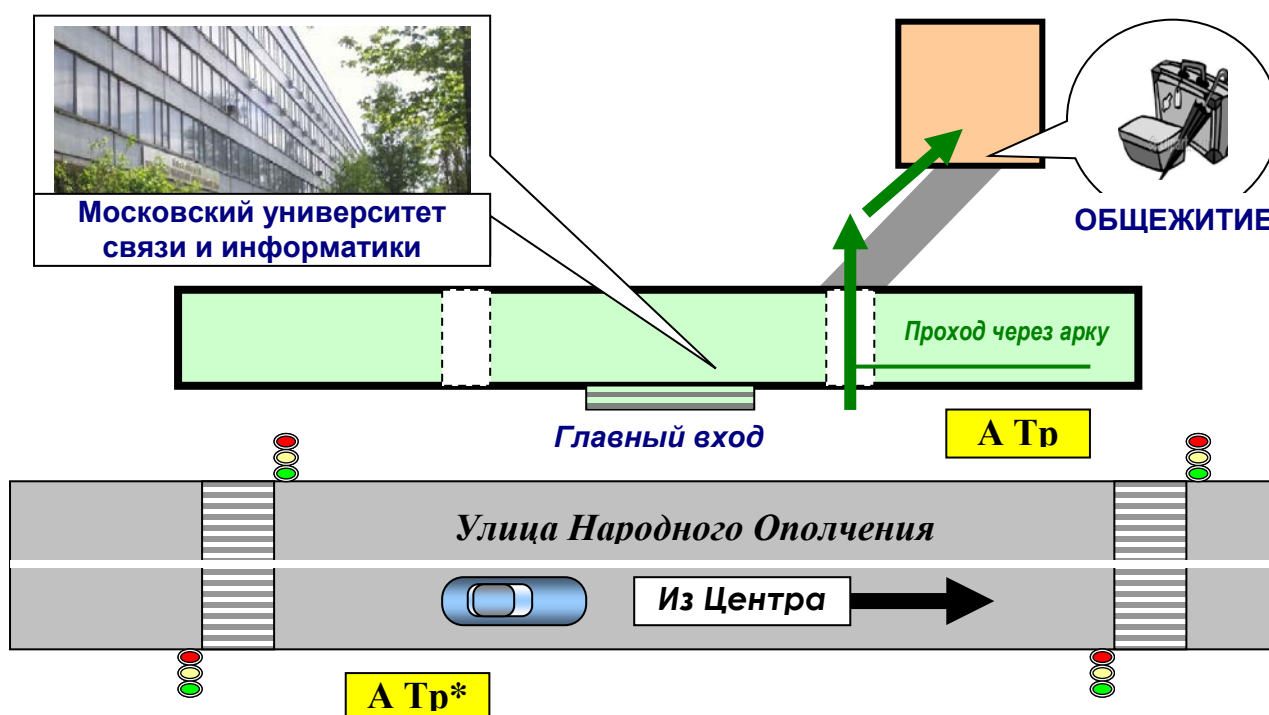 Московский университет
связи и информатики
ОБЩЕЖИТИЕ
Проход через арку
Главный вход
А Тр
Улица Народного Ополчения
Из Центра
А Тр*